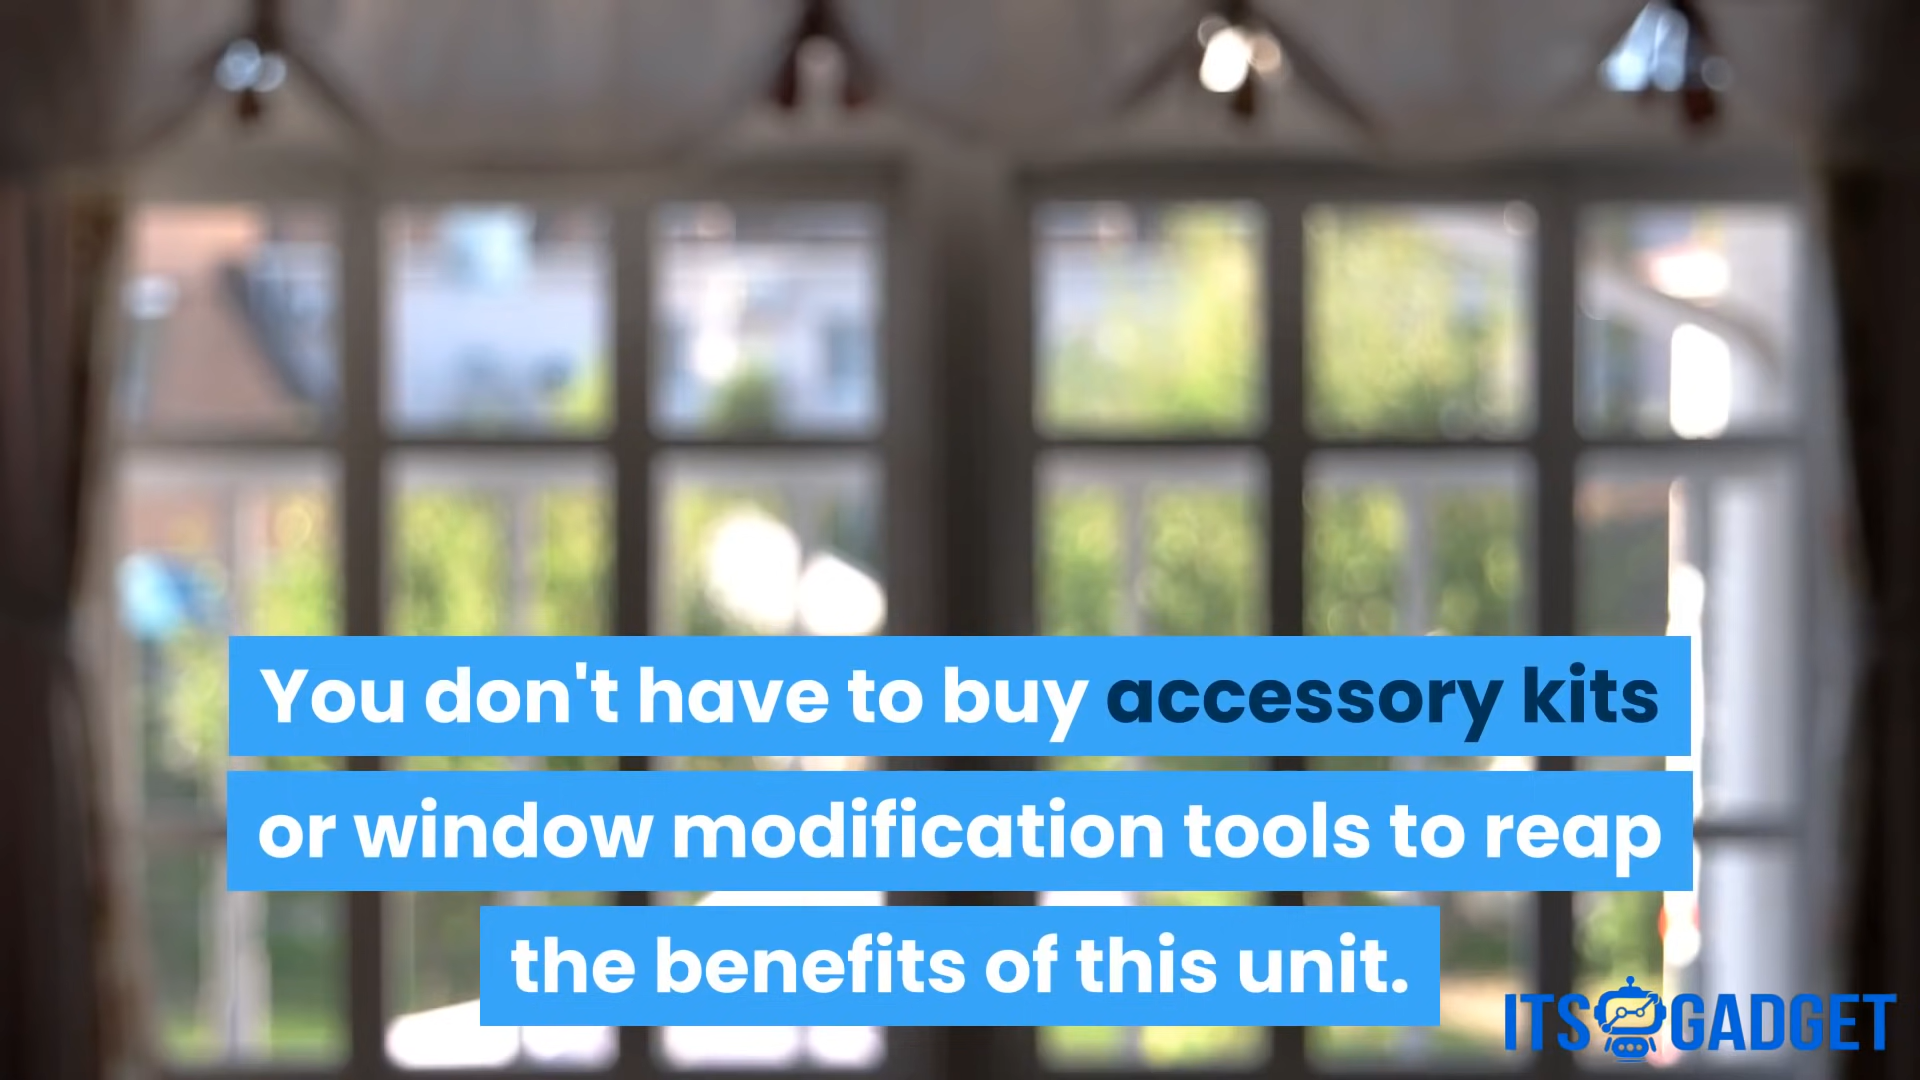 You don't have to buy accessory kits
or window modification tools to reap
the benefits of this unit.
ITS GADGET